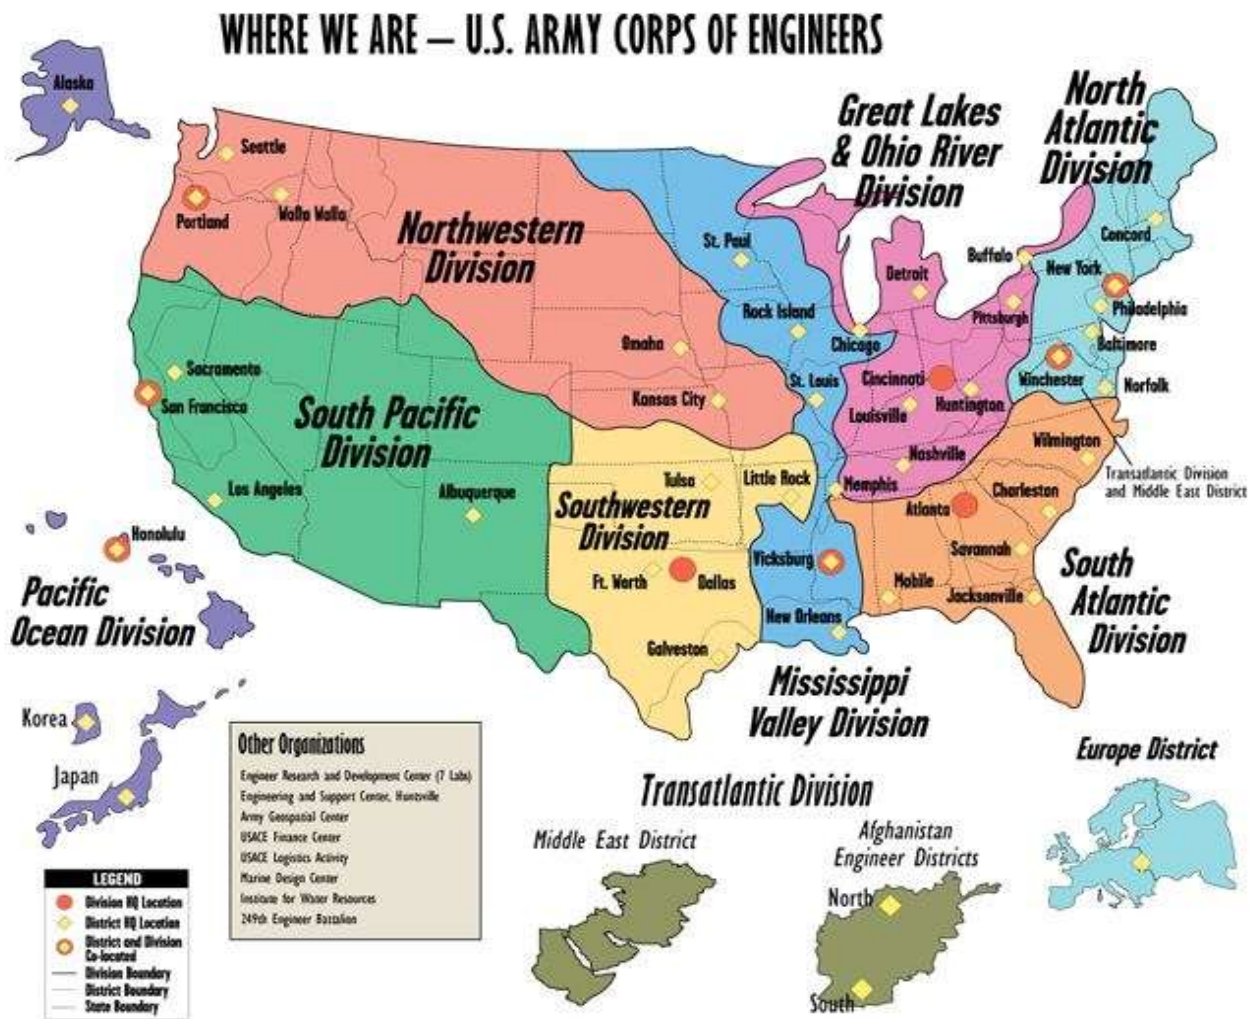 WHERE WE ARE – U.S. ARMY CORPS OF ENGINEERS
Alaska
Great Lakes
& Ohio River
Division
North
Atlantic
Division
Seattle
Portland
Walla Walla
Northwestern
Division
St. Paul
Rock Island
Omaha
Kansas City
Chicago
St. Louis
Detroit
Buffalo
Pittsburgh
Concord
New York
Philadelphia
Baltimore
Winchester
Norfolk
Cincinnati
Louisville
Huntington
Nashville
Memphis
Sacramento
San Francisco
South Pacific
Division
Los Angeles
Albuquerque
Tulsa
Little Rock
Southwestern
Division
Ft. Worth
Dallas
Galveston
Vicksburg
New Orleans
Mississippi
Valley Division
Wilmington
Charleston
Atlanta
Savannah
Mobile
Jacksonville
Transatlantic Division
and Middle East District
South
Atlantic
Division
Honolulu
Pacific
Ocean Division
Korea
Japan
Other Organizations
Engineer Research and Development Center (7 Labs)
Engineering and Support Center, Huntsville
Army Geospatial Center
USACE Finance Center
USACE Logistics Activity
Marine Design Center
Institute for Water Resources
249th Engineer Battalion
Transatlantic Division
Middle East District
Afghanistan
Engineer Districts
North
South
Europe District
LEGEND
Division HQ Location
District HQ Location
District and Division
Co-located
Division Boundary
District Boundary
State Boundary